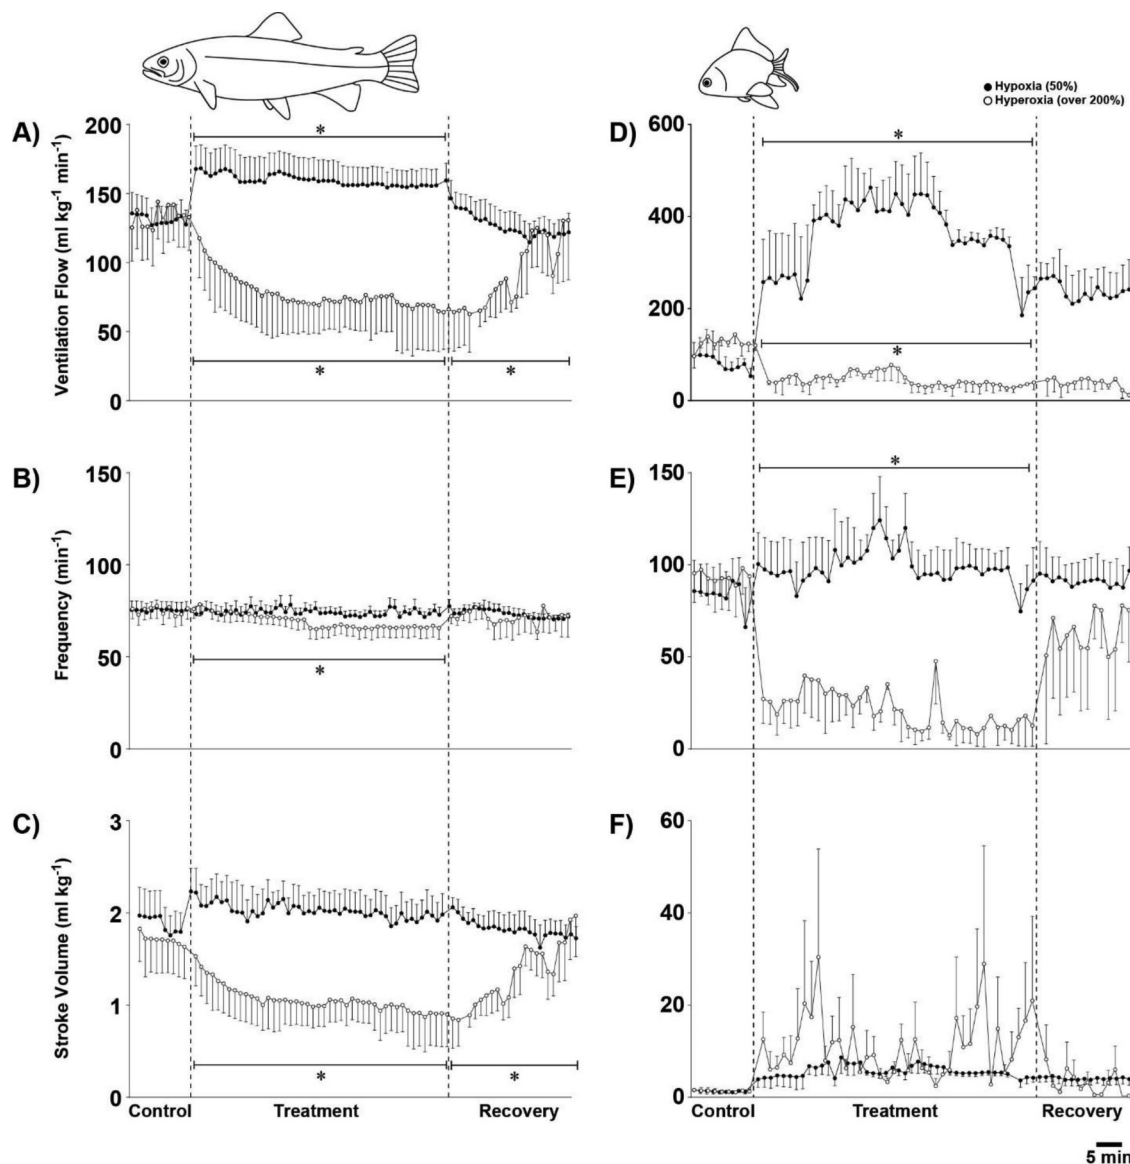 Hypoxia (50%)
Hyperoxia (over 200%)
A)
Ventilation Flow (ml kg⁻¹ min⁻¹)
200
150
100
50
0
*
*
*
D)
600
400
200
0
*
*
B)
Frequency (min⁻¹)
150
100
50
0
*
E)
150
100
50
0
*
C)
Stroke Volume (ml kg⁻¹)
3
2
1
0
*
*
F)
60
40
20
0
Control Treatment Recovery
Control Treatment Recovery
5 min